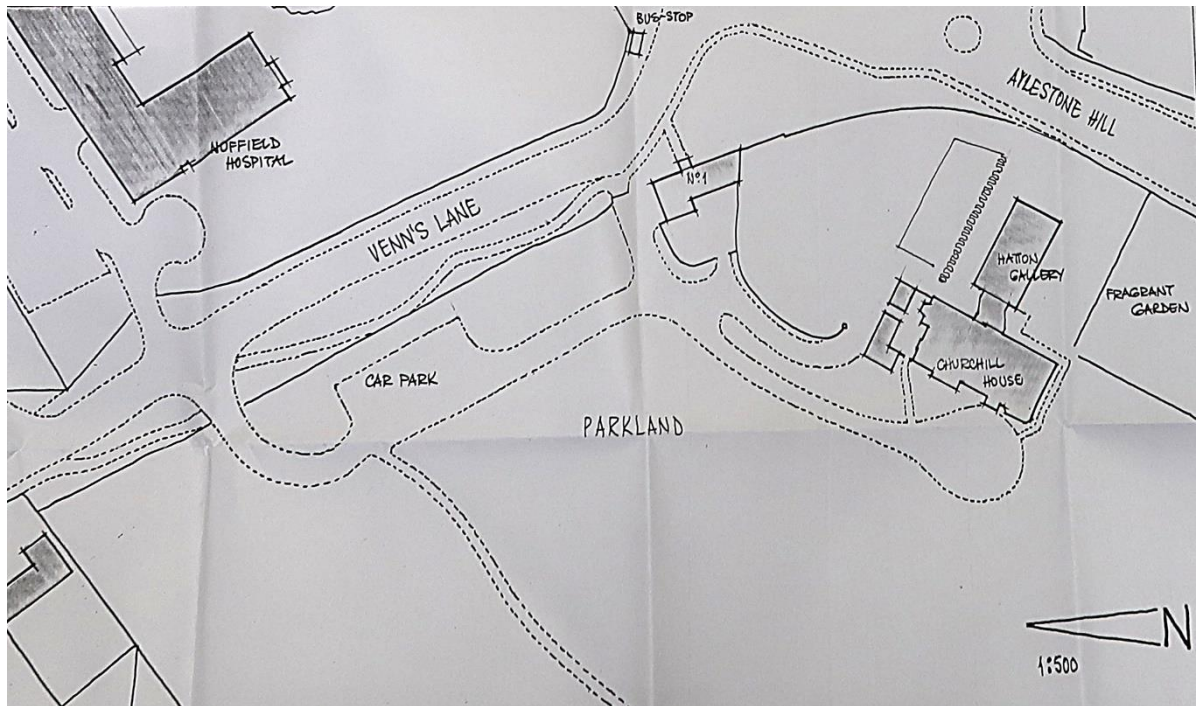 BUS-STOP
AYLESTONE HILL
NUFFIELD
HOSPITAL
Nº1
VENN'S LANE
HATTON
GALLERY
FRAGRANT
GARDEN
CHURCHILL
HOUSE
CAR PARK
PARKLAND
N
1:500